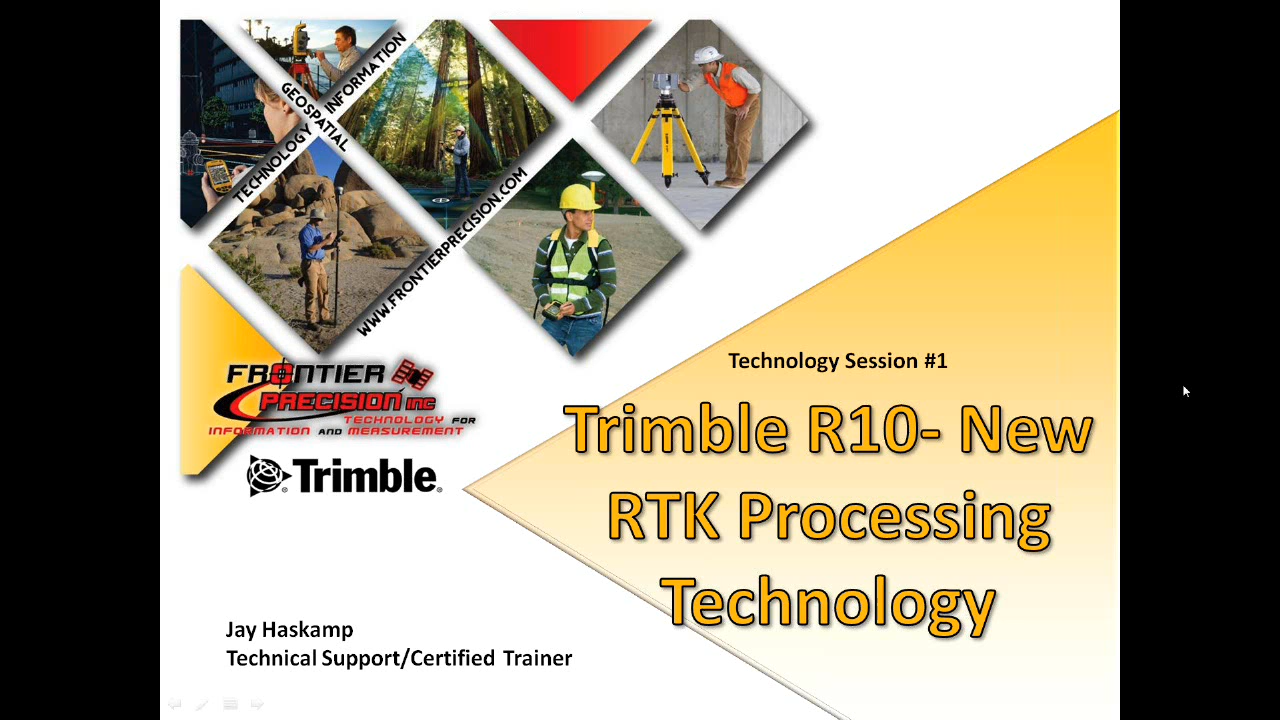 GEOSPATIAL
TECHNOLOGY INFORMATION
WWW.FRONTIERPRECISION.COM
FRONTIER
PRECISION INC
TECHNOLOGY FOR
INFORMATION AND MEASUREMENT
Trimble®
Technology Session #1
Trimble R10- New
RTK Processing
Technology
Jay Haskamp
Technical Support/Certified Trainer